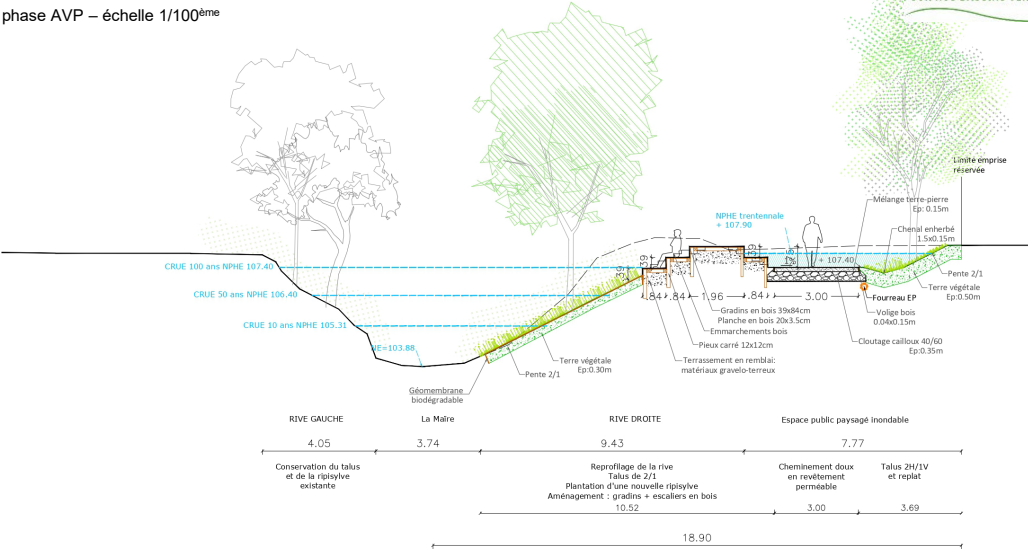 phase AVP – échelle 1/100ème
Limite emprise
réservée
Mélange terre-pierre
Ep: 0.15m
NPHE trentennale
+ 107.90
Chenal enherbé
1.5x0.15m
CRUE 100 ans NPHE 107.40
39
39
39
1%
+ 107.40
Pente 2/1
Terre végétale
Ep:0.50m
CRUE 50 ans NPHE 106.40
.84
.84
1.96
.84
3.00
Fourreau EP
Gradins en bois 39x84cm
Planche en bois 20x3.5cm
Volige bois
0.04x0.15m
CRUE 10 ans NPHE 105.31
Emmarchements bois
Pieux carré 12x12cm
Cloutage cailloux 40/60
Ep:0.35m
NE=103.88
Terre végétale
Ep:0.30m
Terrassement en remblai:
matériaux gravelo-terreux
Pente 2/1
Géomembrane
biodégradable
RIVE GAUCHE
La Maîre
RIVE DROITE
Espace public paysagé inondable
4.05
3.74
9.43
7.77
Conservation du talus
et de la ripisylve
existante
Reprofilage de la rive
Talus de 2/1
Plantation d'une nouvelle ripisylve
Aménagement : gradins + escaliers en bois
Cheminement doux
en revêtement
perméable
Talus 2H/1V
et replat
10.52
3.00
3.69
18.90